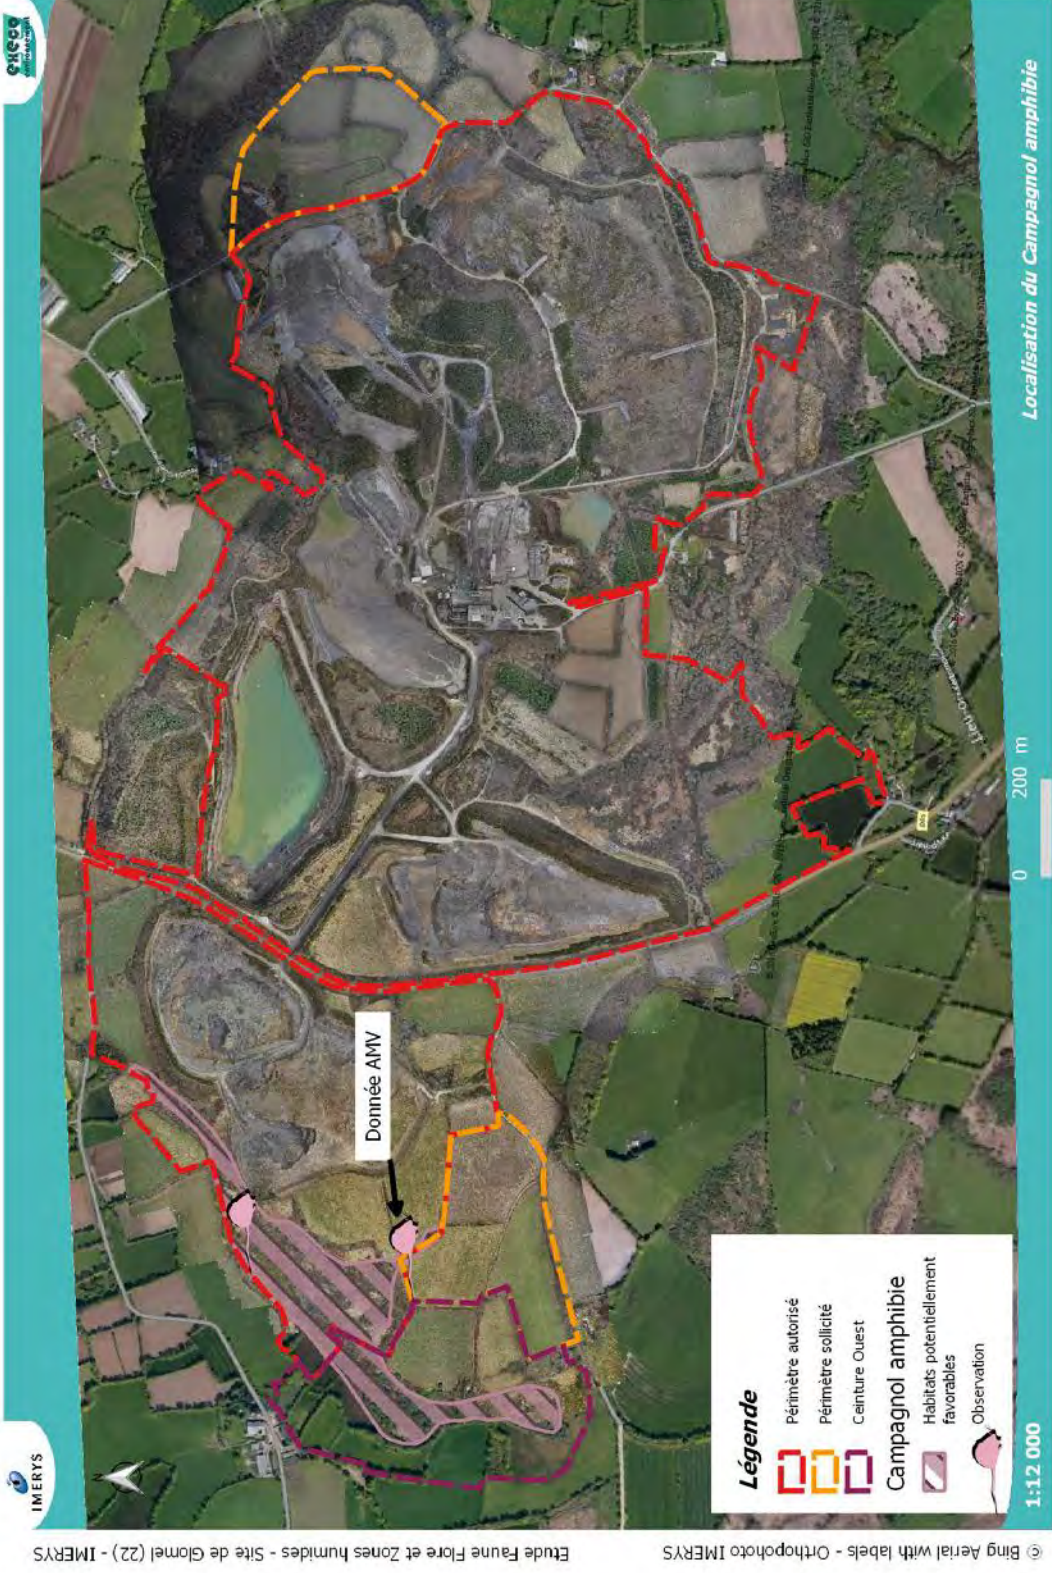 IMERYS
execo
N
Donnée AMV
Légende
Périmètre autorisé
Périmètre sollicité
Ceinture Ouest
Campagnol amphibie
Habitats potentiellement
favorables
Observation
1:12 000
0 200 m
Localisation du Campagnol amphibie
© Bing Aerial with labels - Orthopohoto IMERYS
Etude Faune Flore et Zones humides - Site de Glomel (22) - IMERYS